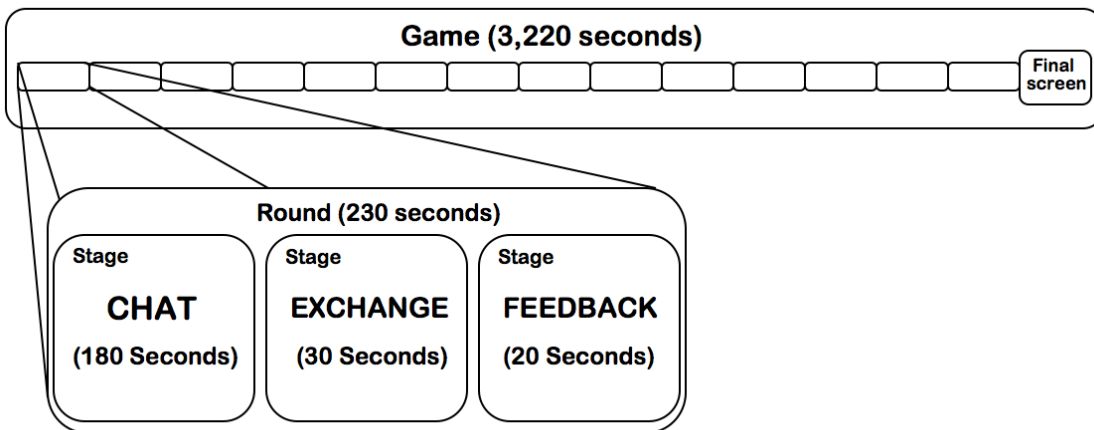 Game (3,220 seconds)
Final
screen
Round (230 seconds)
Stage
CHAT
(180 Seconds)
Stage
EXCHANGE
(30 Seconds)
Stage
FEEDBACK
(20 Seconds)